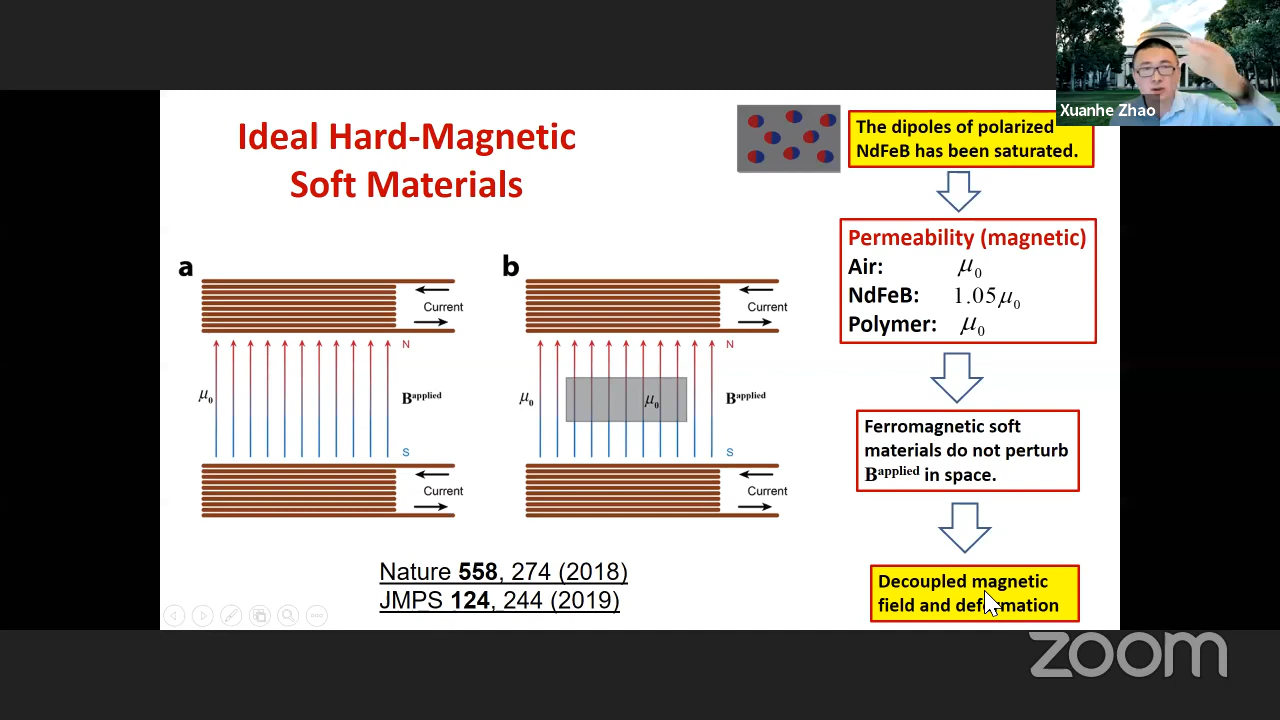 Ideal Hard-Magnetic
Soft Materials
The dipoles of polarized
NdFeB has been saturated.
Xuanhe Zhao
Permeability (magnetic)
Air: μ₀
NdFeB: 1.05μ₀
Polymer: μ₀
a
Current
N
μ₀
Bᵃᵖᵖˡⁱᵉᵈ
S
Current
b
Current
N
μ₀
μ₀
Bᵃᵖᵖˡⁱᵉᵈ
S
Current
Ferromagnetic soft
materials do not perturb
Bᵃᵖᵖˡⁱᵉᵈ in space.
Decoupled magnetic
field and deformation
Nature 558, 274 (2018)
JMPS 124, 244 (2019)
zoom